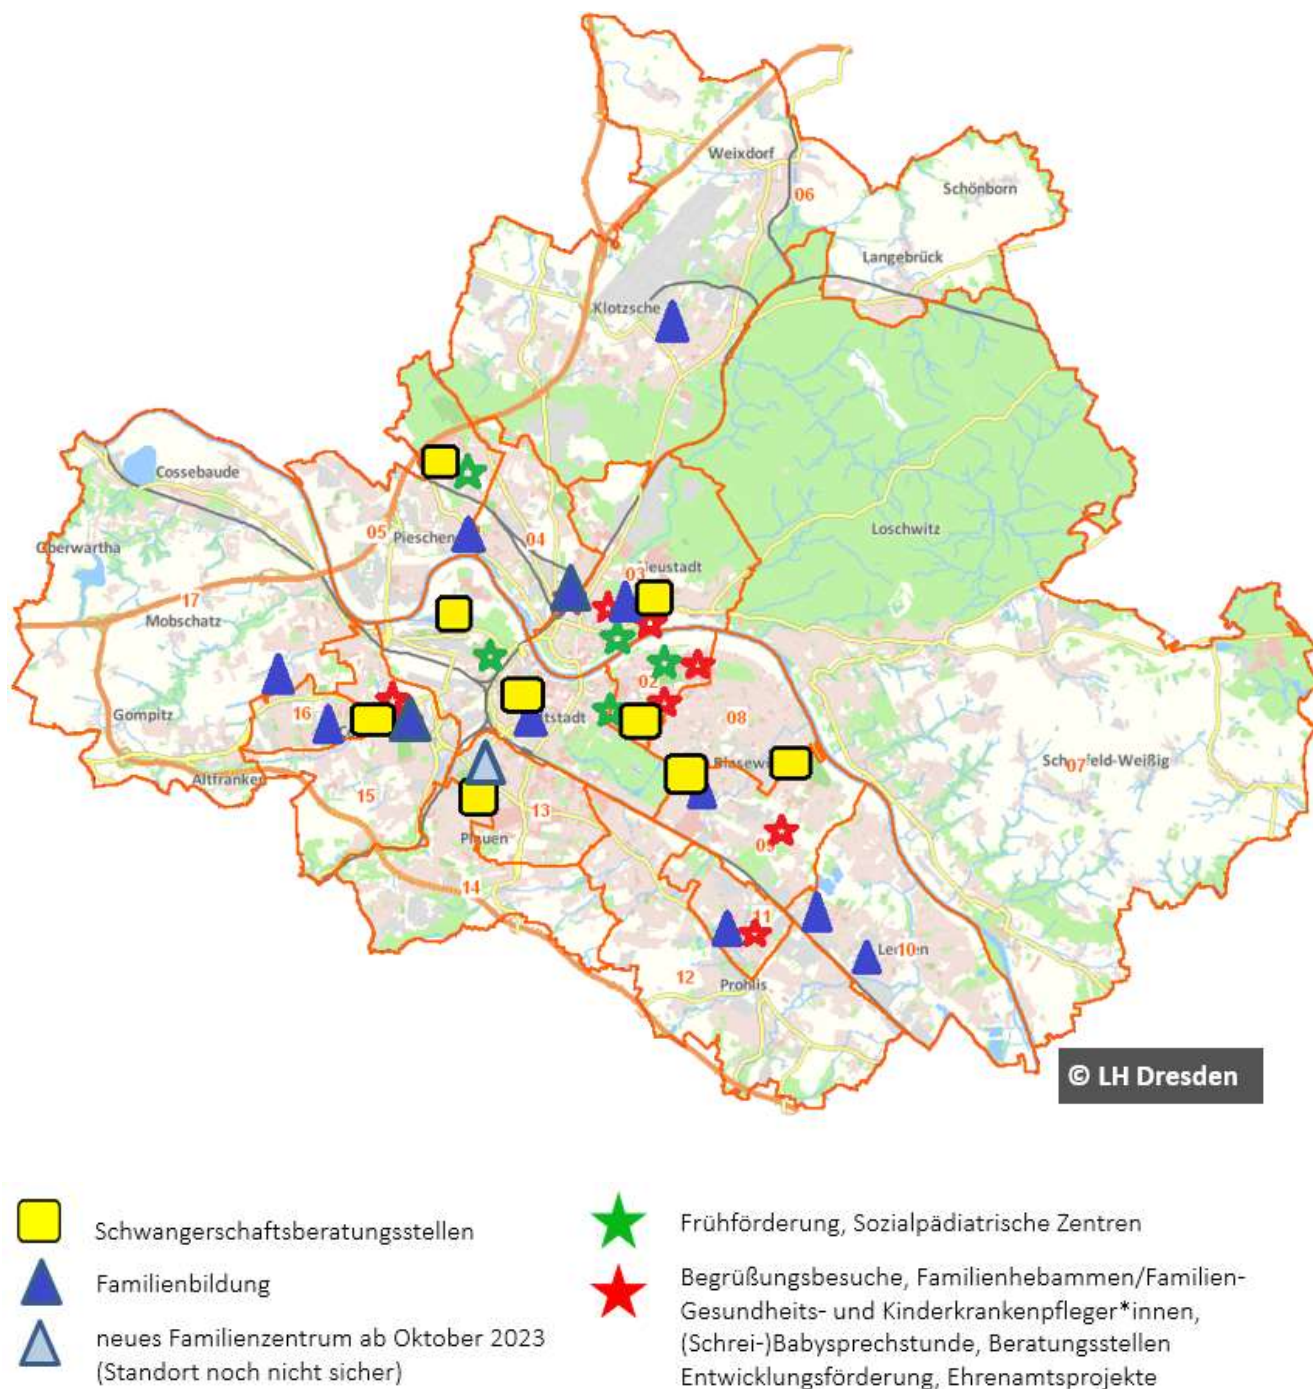 Weixdorf
06
Schönborn
Langebrück
Klotzsche
Cossebaude
05
Pieschen
04
Loschwitz
Oberwartha
03
17
Mobschatz
02
16
Gompitz
08
07
Altfranken
15
13
Plauen
09
14
11
10
12
Prohlis
© LH Dresden
Schwangerschaftsberatungsstellen
Familienbildung
neues Familienzentrum ab Oktober 2023
(Standort noch nicht sicher)
Frühförderung, Sozialpädiatrische Zentren
Begrüßungsbesuche, Familienhebammen/Familien-
Gesundheits- und Kinderkrankenpfleger*innen,
(Schrei-)Babysprechstunde, Beratungsstellen
Entwicklungsförderung, Ehrenamtsprojekte